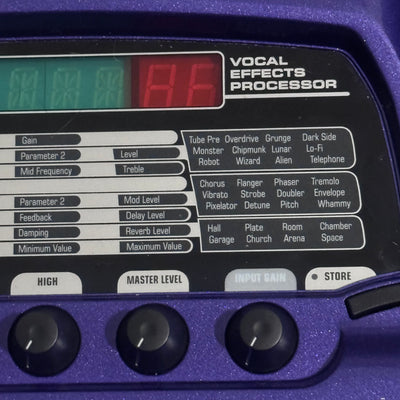 VOCAL
EFFECTS
PROCESSOR
AF
Gain
Parameter 2 Level
Mid Frequency Treble
Parameter 2 Mod Level
Feedback Delay Level
Damping Reverb Level
Minimum Value Maximum Value
Tube Pre Overdrive Grunge Dark Side
Monster Chipmunk Lunar Lo-Fi
Robot Wizard Alien Telephone
Chorus Flanger Phaser Tremolo
Vibrato Strobe Doubler Envelope
Pixelator Detune Pitch Whammy
Hall Plate Room Chamber
Garage Church Arena Space
HIGH MASTER LEVEL INPUT GAIN STORE